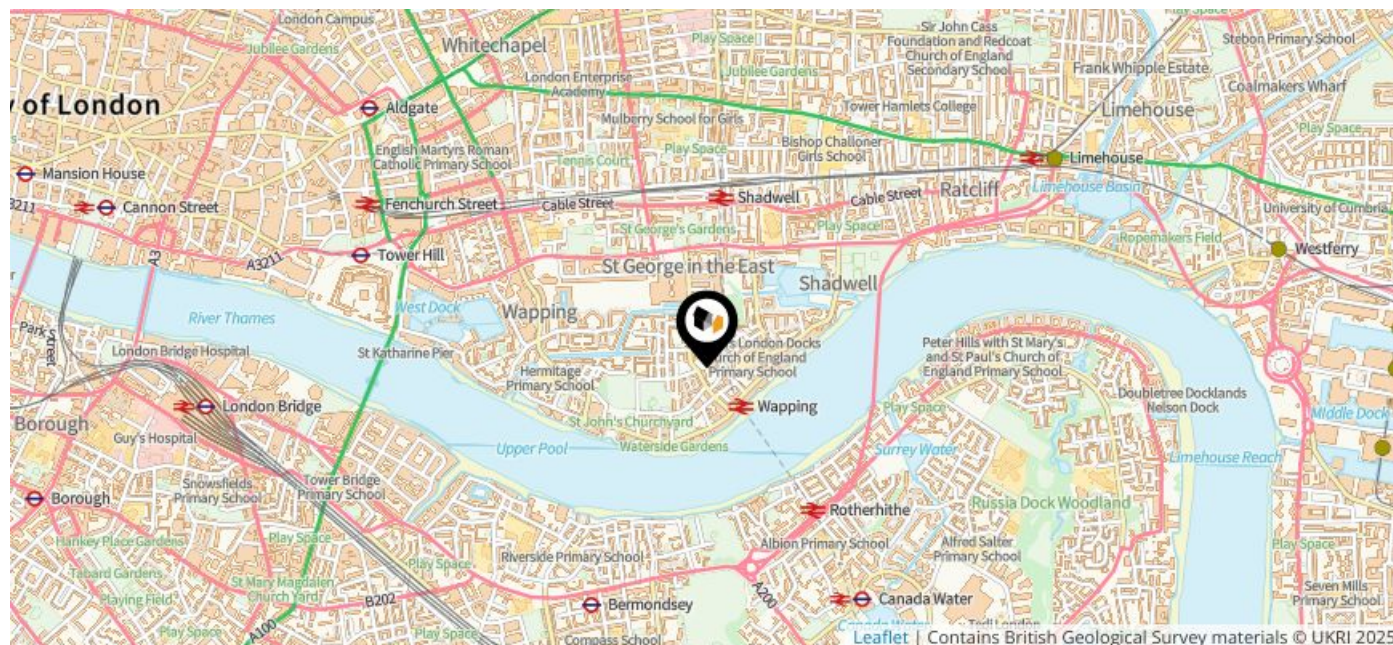 London Campus
Jubilee Gardens
Whitechapel
Play Space
Sir John Cass
Foundation and Redcoat
Church of England
Secondary School
Play Space
Stebon Primary School
y of London
Aldgate
London Enterprise
Academy
Jubilee Gardens
Frank Whipple Estate
Coalmakers Wharf
Mulberry School for Girls
Tower Hamlets College
Limehouse
Play Space
English Martyrs Roman
Catholic Primary School
Tennis Court
Play Space
Bishop Challoner
Girls School
Limehouse
Mansion House
Ratcliff
Limehouse Basin
3211
Cannon Street
Fenchurch Street
Cable Street
Shadwell
Cable Street
University of Cumbria
A3
A3211
Tower Hill
St George's Gardens
Play Space
Ropemakers Field
Westferry
St George in the East
Shadwell
River Thames
West Dock
Wapping
Park Street
London Bridge Hospital
St Katharine Pier
Hermitage
Primary School
s London Docks
hurch of England
Primary School
Peter Hills with St Mary's
and St Paul's Church of
England Primary School
Doubletree Docklands
Nelson Dock
London Bridge
Wapping
Play Space
Middle Dock
Borough
Guy's Hospital
St John's Churchyard
Waterside Gardens
Upper Pool
Surrey Water
Limehouse Reach
Snowsfields
Primary School
Tower Bridge
Primary School
Borough
Rotherhithe
Russia Dock Woodland
Hankey Place Gardens
Play Space
Riverside Primary School
Albion Primary School
Alfred Salter
Primary School
Play Space
Tabard Gardens
Playing Field
St Mary Magdalen
Church Yard
B202
A200
Seven Mills
Primary School
Bermondsey
Canada Water
A100
Play Space
Compass School
Canada Water
Leaflet | Contains British Geological Survey materials © UKRI 2025